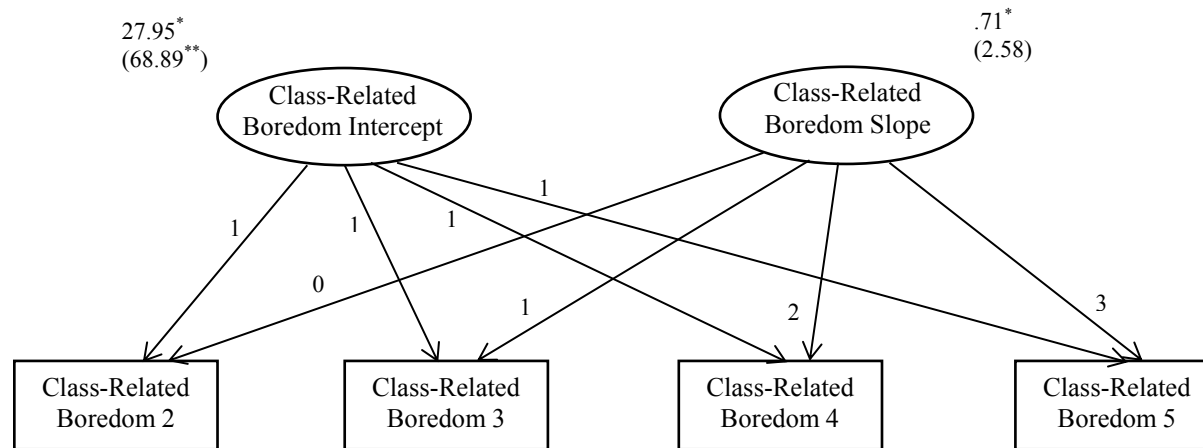 27.95*
(68.89**)
.71*
(2.58)
Class-Related
Boredom Intercept
Class-Related
Boredom Slope
1
1
1
1
0
1
2
3
Class-Related
Boredom 2
Class-Related
Boredom 3
Class-Related
Boredom 4
Class-Related
Boredom 5